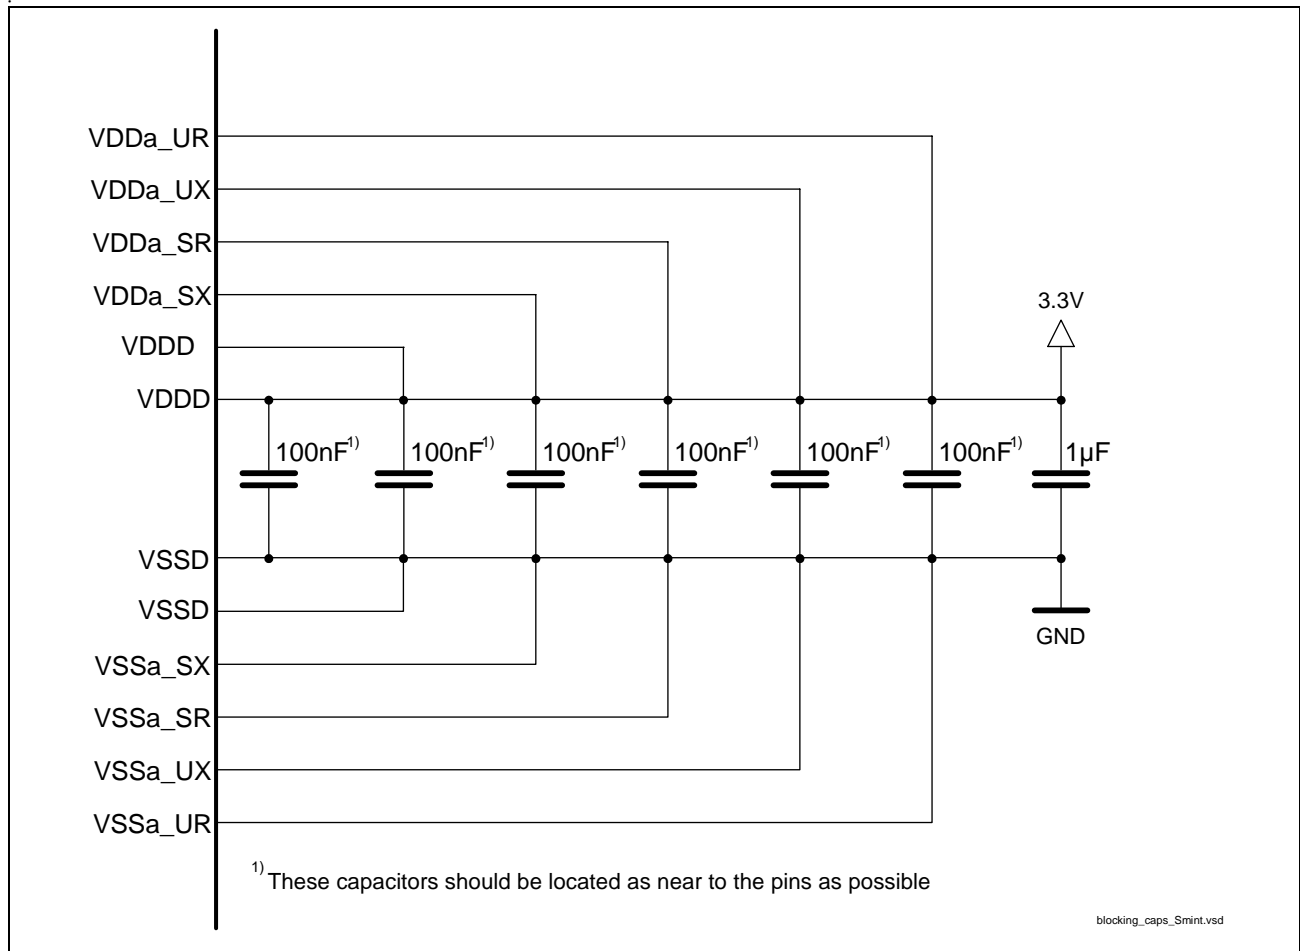 VDDa_UR
VDDa_UX
VDDa_SR
VDDa_SX
3.3V
VDDD
VDDD
100nF1) 100nF1) 100nF1) 100nF1) 100nF1) 100nF1) 1µF
VSSD
VSSD
GND
VSSa_SX
VSSa_SR
VSSa_UX
VSSa_UR
1) These capacitors should be located as near to the pins as possible
blocking_caps_Smint.vsd